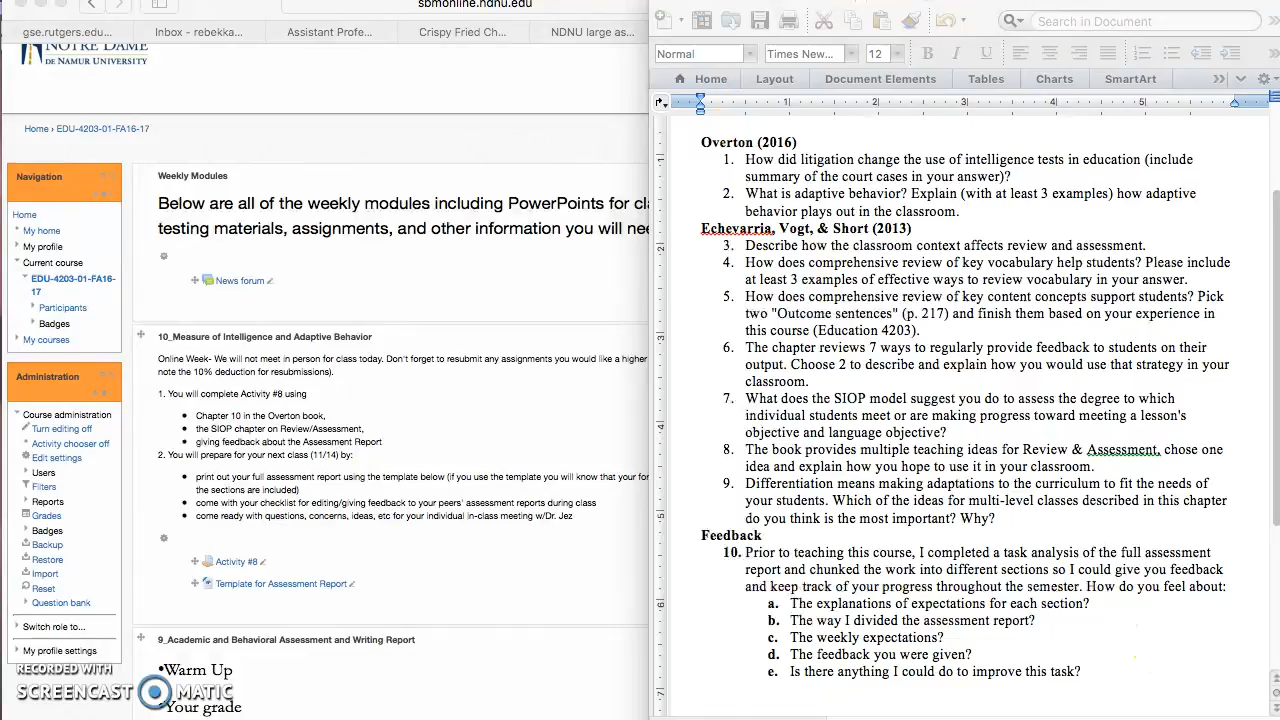 sbmonline.ndnu.edu
gse.rutgers.edu...
Inbox - rebekka...
Assistant Profe...
Crispy Fried Ch...
NDNU large as...
NOTRE DAME
DE NAMUR UNIVERSITY
Home › EDU-4203-01-FA16-17
Navigation
Home
My home
My profile
Current course
EDU-4203-01-FA16-
17
Participants
Badges
My courses
Administration
Course administration
Turn editing off
Activity chooser off
Edit settings
Users
Filters
Reports
Grades
Badges
Backup
Restore
Import
Reset
Question bank
Switch role to...
My profile settings
RECORDED WITH
SCREENCAST MATIC
Weekly Modules
Below are all of the weekly modules including PowerPoints for cl
testing materials, assignments, and other information you will nee
News forum
10_Measure of Intelligence and Adaptive Behavior
Online Week- We will not meet in person for class today. Don't forget to resubmit any assignments you would like a higher
note the 10% deduction for resubmissions).
1. You will complete Activity #8 using
• Chapter 10 in the Overton book,
• the SIOP chapter on Review/Assessment,
• giving feedback about the Assessment Report
2. You will prepare for your next class (11/14) by:
• print out your full assessment report using the template below (if you use the template you will know that your for
the sections are included)
• come with your checklist for editing/giving feedback to your peers' assessment reports during class
• come ready with questions, concerns, ideas, etc for your individual in-class meeting w/Dr. Jez
Activity #8
Template for Assessment Report
9_Academic and Behavioral Assessment and Writing Report
•Warm Up
•Your grade
Search in Document
Normal
Times New...
12
B I U
Home
Layout
Document Elements
Tables
Charts
SmartArt
1 2 3 4 5
Overton (2016)
1. How did litigation change the use of intelligence tests in education (include
summary of the court cases in your answer)?
2. What is adaptive behavior? Explain (with at least 3 examples) how adaptive
behavior plays out in the classroom.
Echevarria, Vogt, & Short (2013)
3. Describe how the classroom context affects review and assessment.
4. How does comprehensive review of key vocabulary help students? Please include
at least 3 examples of effective ways to review vocabulary in your answer.
5. How does comprehensive review of key content concepts support students? Pick
two "Outcome sentences" (p. 217) and finish them based on your experience in
this course (Education 4203).
6. The chapter reviews 7 ways to regularly provide feedback to students on their
output. Choose 2 to describe and explain how you would use that strategy in your
classroom.
7. What does the SIOP model suggest you do to assess the degree to which
individual students meet or are making progress toward meeting a lesson's
objective and language objective?
8. The book provides multiple teaching ideas for Review & Assessment, chose one
idea and explain how you hope to use it in your classroom.
9. Differentiation means making adaptations to the curriculum to fit the needs of
your students. Which of the ideas for multi-level classes described in this chapter
do you think is the most important? Why?
Feedback
10. Prior to teaching this course, I completed a task analysis of the full assessment
report and chunked the work into different sections so I could give you feedback
and keep track of your progress throughout the semester. How do you feel about:
a. The explanations of expectations for each section?
b. The way I divided the assessment report?
c. The weekly expectations?
d. The feedback you were given?
e. Is there anything I could do to improve this task?